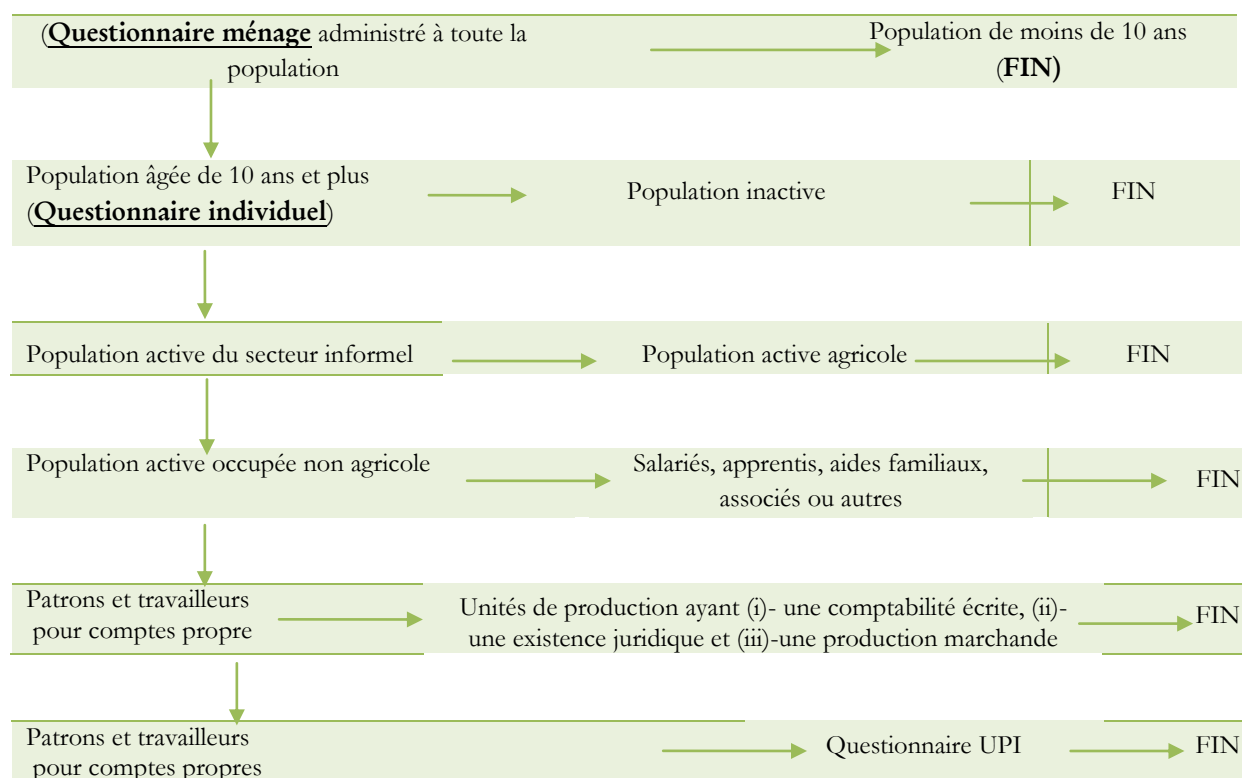 (Questionnaire ménage administré à toute la
population
Population de moins de 10 ans
(FIN)
Population âgée de 10 ans et plus
(Questionnaire individuel)
Population inactive
FIN
Population active du secteur informel
Population active agricole
FIN
Population active occupée non agricole
Salariés, apprentis, aides familiaux,
associés ou autres
FIN
Patrons et travailleurs
pour comptes propre
Unités de production ayant (i)- une comptabilité écrite, (ii)-
une existence juridique et (iii)-une production marchande
FIN
Patrons et travailleurs
pour comptes propres
Questionnaire UPI
FIN